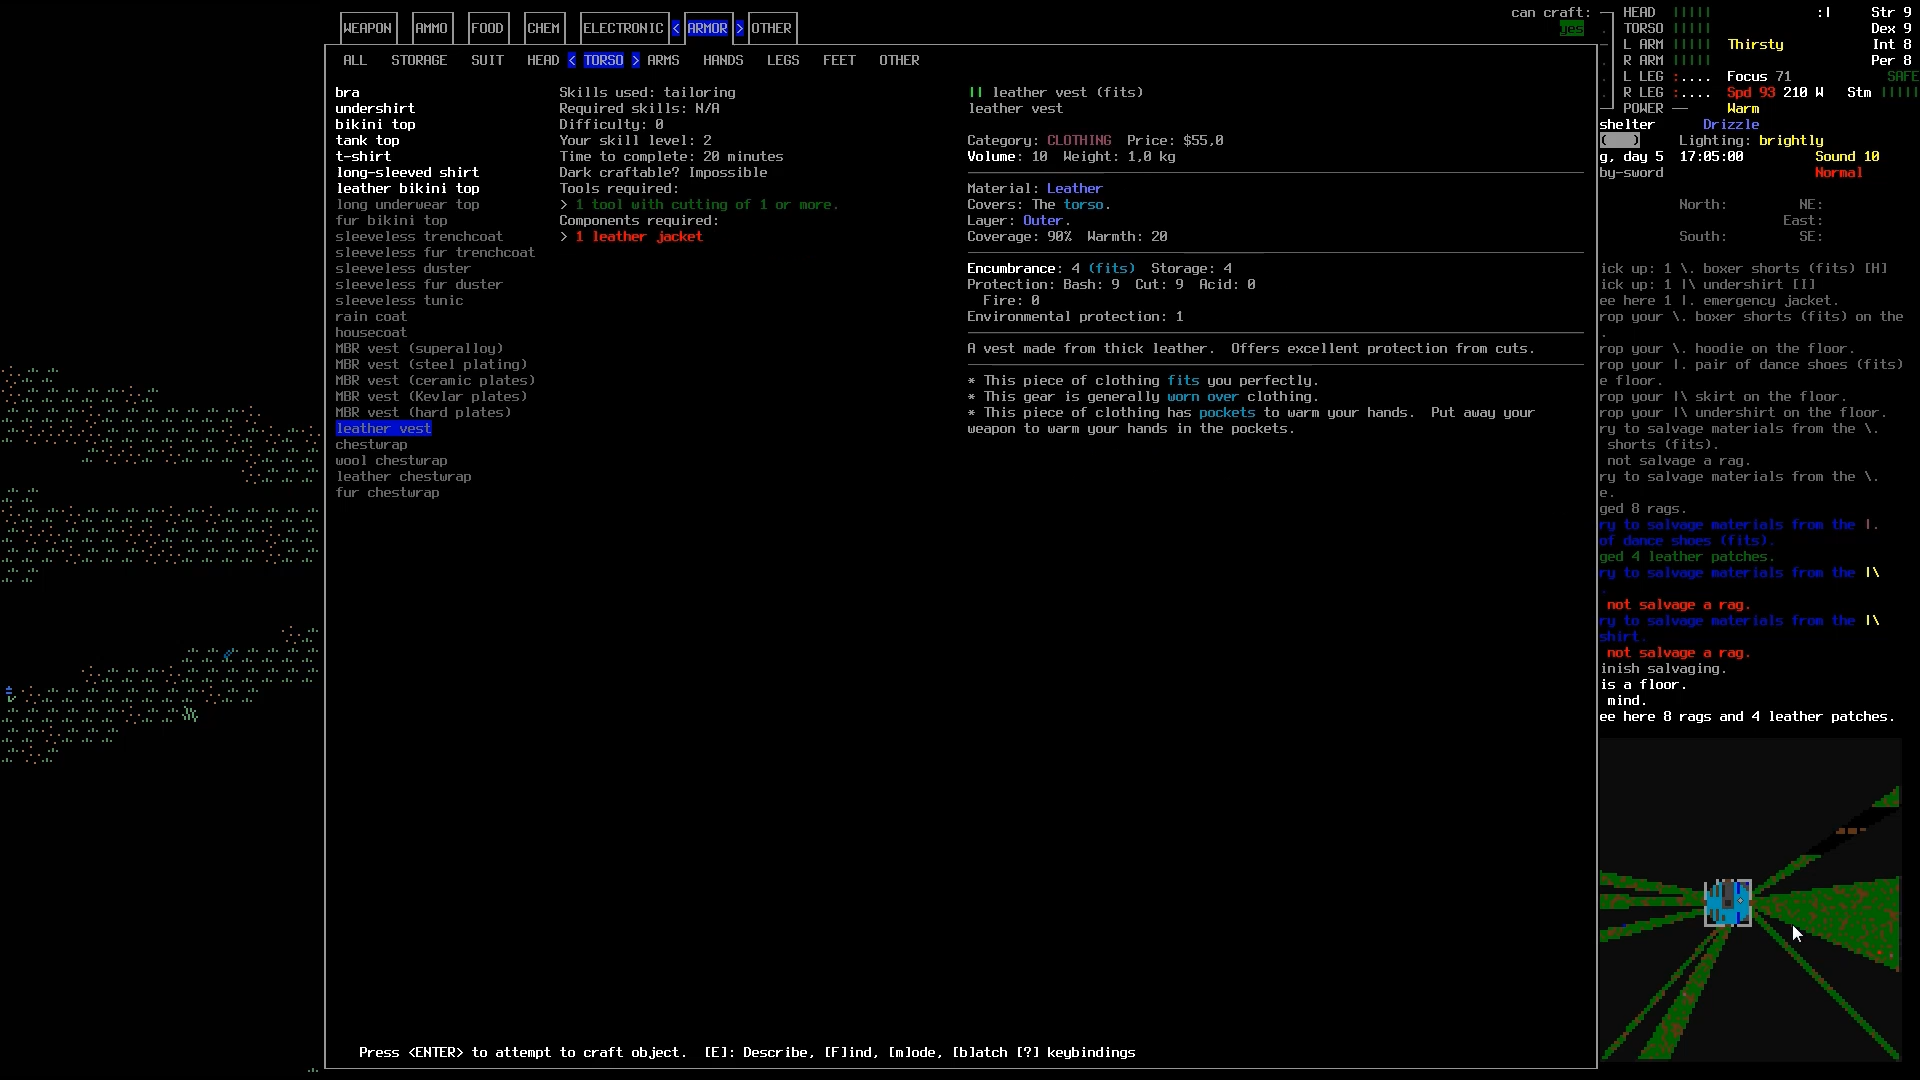 WEAPON AMMO FOOD CHEM ELECTRONIC < ARMOR > OTHER
can craft:
yes
ALL STORAGE SUIT HEAD < TORSO > ARMS HANDS LEGS FEET OTHER
bra
undershirt
bikini top
tank top
t-shirt
long-sleeved shirt
leather bikini top
long underwear top
fur bikini top
sleeveless trenchcoat
sleeveless fur trenchcoat
sleeveless duster
sleeveless fur duster
sleeveless tunic
rain coat
housecoat
MBR vest (superalloy)
MBR vest (steel plating)
MBR vest (ceramic plates)
MBR vest (Kevlar plates)
MBR vest (hard plates)
leather vest
chestwrap
wool chestwrap
leather chestwrap
fur chestwrap
Skills used: tailoring
Required skills: N/A
Difficulty: 0
Your skill level: 2
Time to complete: 20 minutes
Dark craftable? Impossible
Tools required:
> 1 tool with cutting of 1 or more.
Components required:
> 1 leather jacket
|| leather vest (fits)
leather vest
Category: CLOTHING Price: $55,0
Volume: 10 Weight: 1,0 kg
Material: Leather
Covers: The torso.
Layer: Outer.
Coverage: 90% Warmth: 20
Encumbrance: 4 (fits) Storage: 4
Protection: Bash: 9 Cut: 9 Acid: 0
Fire: 0
Environmental protection: 1
A vest made from thick leather. Offers excellent protection from cuts.
* This piece of clothing fits you perfectly.
* This gear is generally worn over clothing.
* This piece of clothing has pockets to warm your hands. Put away your
weapon to warm your hands in the pockets.
Press <ENTER> to attempt to craft object. [E]: Describe, [F]ind, [m]ode, [b]atch [?] keybindings
HEAD ||||| :| Str 9
TORSO ||||| Dex 9
L ARM ||||| Thirsty Int 8
R ARM ||||| Per 8
L LEG :.... Focus 71 SAFE
R LEG :.... Spd 93 210 W Stm |||||
POWER -- Warm
shelter Drizzle
( ) Lighting: brightly
g, day 5 17:05:00 Sound 10
by-sword Normal
North: NE:
East:
South: SE:
ick up: 1 \. boxer shorts (fits) [H]
ick up: 1 |\ undershirt [I]
ee here 1 |. emergency jacket.
rop your \. boxer shorts (fits) on the
.
rop your \. hoodie on the floor.
rop your |. pair of dance shoes (fits)
e floor.
rop your |\ skirt on the floor.
rop your |\ undershirt on the floor.
ry to salvage materials from the \.
shorts (fits).
not salvage a rag.
ry to salvage materials from the \.
e.
ged 8 rags.
ry to salvage materials from the |.
of dance shoes (fits).
ged 4 leather patches.
ry to salvage materials from the |\
.
not salvage a rag.
ry to salvage materials from the |\
shirt.
not salvage a rag.
inish salvaging.
is a floor.
mind.
ee here 8 rags and 4 leather patches.